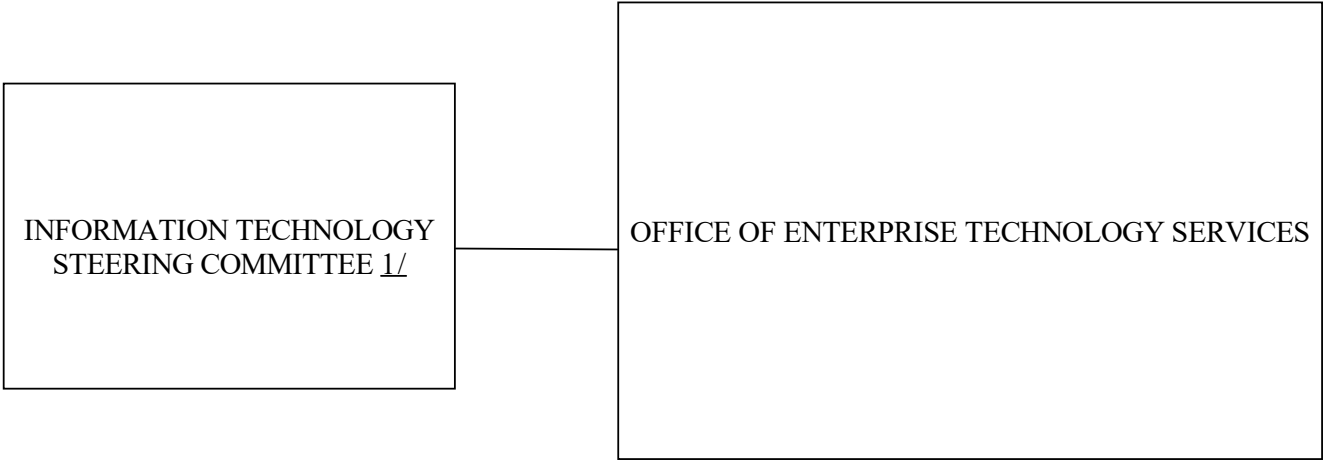 INFORMATION TECHNOLOGY
STEERING COMMITTEE 1/
OFFICE OF ENTERPRISE TECHNOLOGY SERVICES